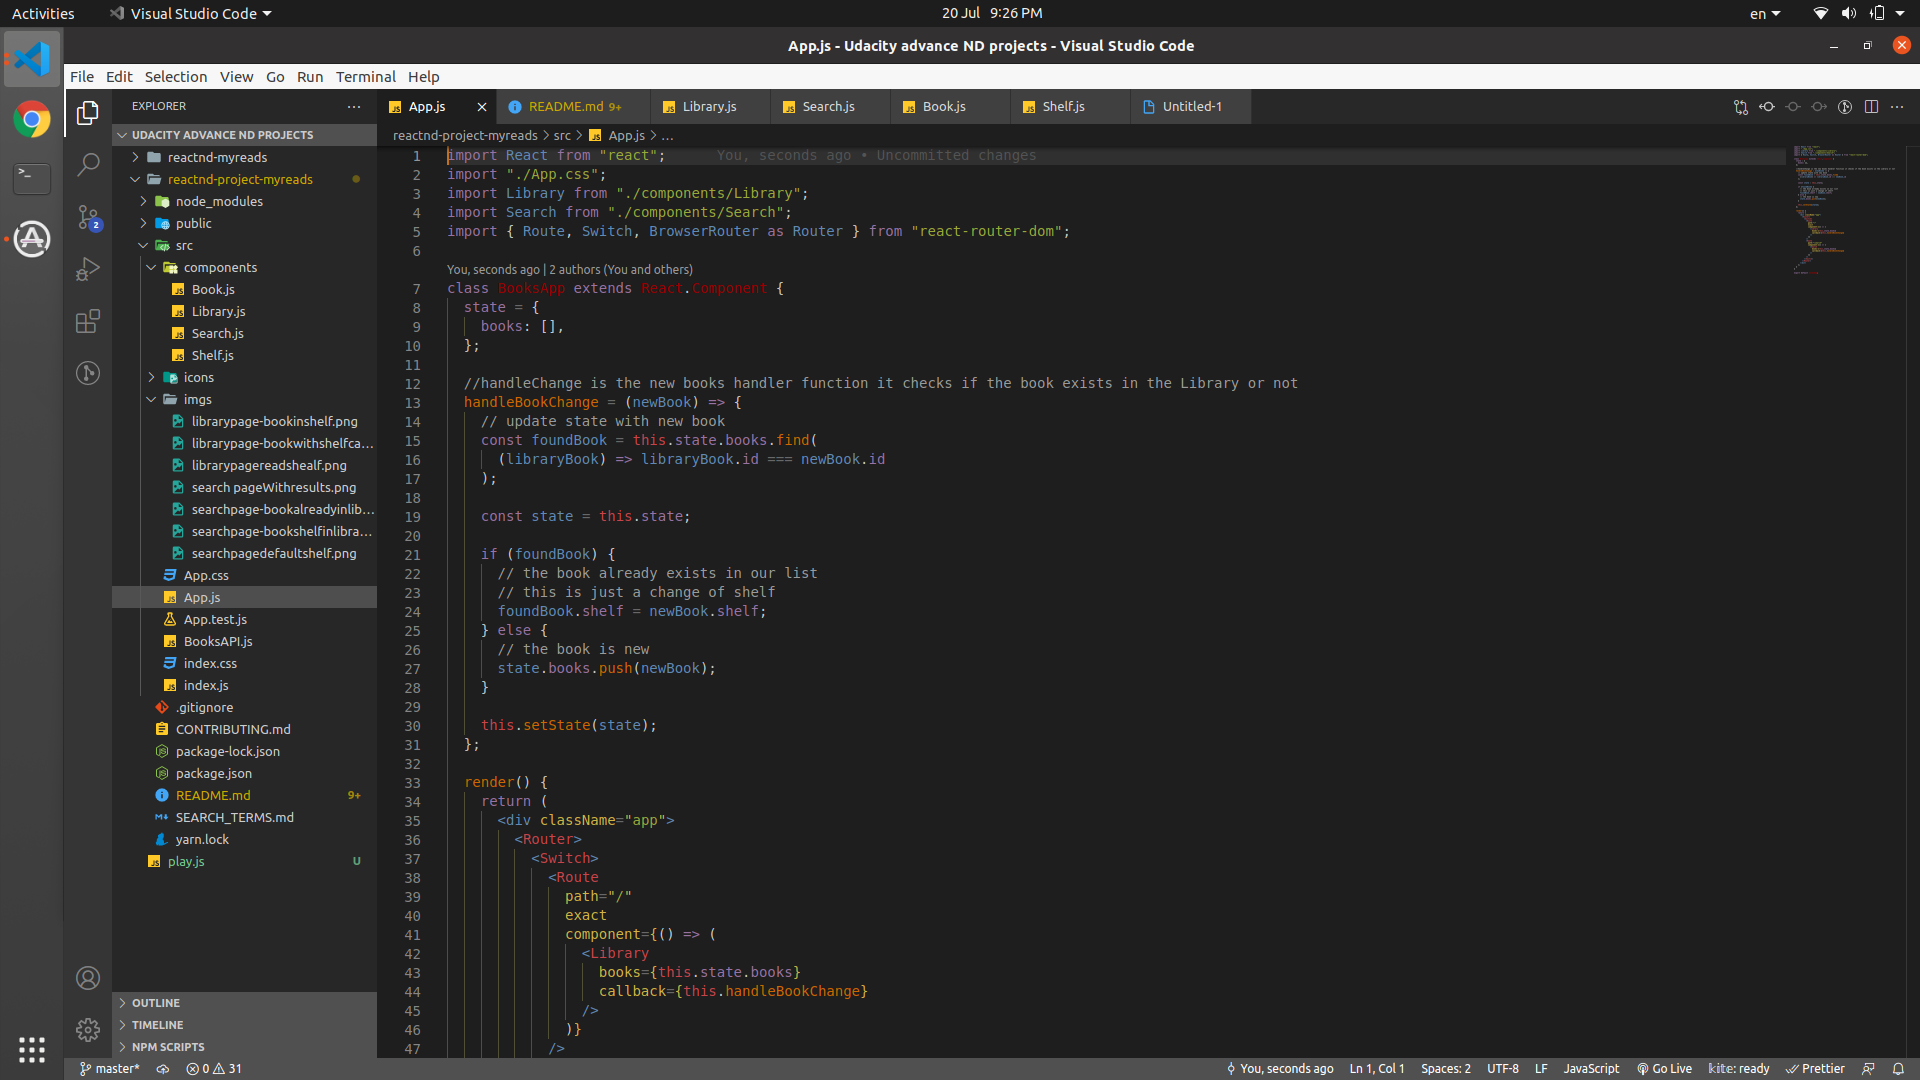 Activities
Visual Studio Code
20 Jul 9:26 PM
en
App.js - Udacity advance ND projects - Visual Studio Code
File Edit Selection View Go Run Terminal Help
EXPLORER
UDACITY ADVANCE ND PROJECTS
reactnd-myreads
reactnd-project-myreads
node_modules
public
src
components
Book.js
Library.js
Search.js
Shelf.js
icons
imgs
librarypage-bookinshelf.png
librarypage-bookwithshelfca...
librarypagereadshealf.png
search pageWithresults.png
searchpage-bookalreadyinlib...
searchpage-bookshelfinlibra...
searchpagedefaultshelf.png
App.css
App.js
App.test.js
BooksAPI.js
index.css
index.js
.gitignore
CONTRIBUTING.md
package-lock.json
package.json
README.md 9+
SEARCH_TERMS.md
yarn.lock
play.js U
OUTLINE
TIMELINE
NPM SCRIPTS
2
App.js README.md 9+ Library.js Search.js Book.js Shelf.js Untitled-1
reactnd-project-myreads > src > App.js > ...
1 import React from "react"; You, seconds ago • Uncommitted changes
2 import "./App.css";
3 import Library from "./components/Library";
4 import Search from "./components/Search";
5 import { Route, Switch, BrowserRouter as Router } from "react-router-dom";
6
You, seconds ago | 2 authors (You and others)
7 class BooksApp extends React.Component {
8 state = {
9 books: [],
10 };
11
12 //handleChange is the new books handler function it checks if the book exists in the Library or not
13 handleBookChange = (newBook) => {
14 // update state with new book
15 const foundBook = this.state.books.find(
16 (libraryBook) => libraryBook.id === newBook.id
17 );
18
19 const state = this.state;
20
21 if (foundBook) {
22 // the book already exists in our list
23 // this is just a change of shelf
24 foundBook.shelf = newBook.shelf;
25 } else {
26 // the book is new
27 state.books.push(newBook);
28 }
29
30 this.setState(state);
31 };
32
33 render() {
34 return (
35 <div className="app">
36 <Router>
37 <Switch>
38 <Route
39 path="/"
40 exact
41 component={() => (
42 <Library
43 books={this.state.books}
44 callback={this.handleBookChange}
45 />
46 )}
47 />
master* 0 31
You, seconds ago Ln 1, Col 1 Spaces: 2 UTF-8 LF JavaScript Go Live kite: ready Prettier